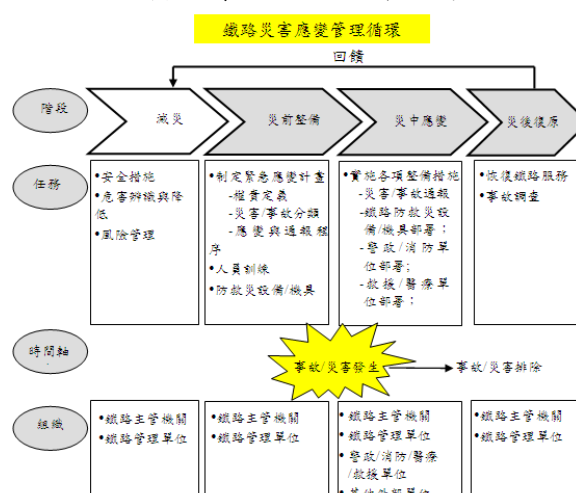 鐵路災害應變管理循環
回饋
階段
減災
災前整備
災中應變
災後復原
任務
•安全措施
•危害辨識與降
低
•風險管理
•制定緊急應變計畫
-權責定義
-災害/事故分類
-應變與通報程
序
•人員訓練
•防救災設備/機具
•實施各項整備措施
-災害/事故通報
-鐵路防救災設
備/機具部署；
-警政/消防單
位部署;
-救援/醫療單
位部署；
•恢復鐵路服務
•事故調查
時間軸
事故/災害發生
事故/災害排除
組織
•鐵路主管機關
•鐵路管理單位
•鐵路主管機關
•鐵路管理單位
•鐵路主管機關
•鐵路管理單位
•警政/消防/醫療
/救援單位
•其他外部單位
•鐵路主管機關
•鐵路管理單位